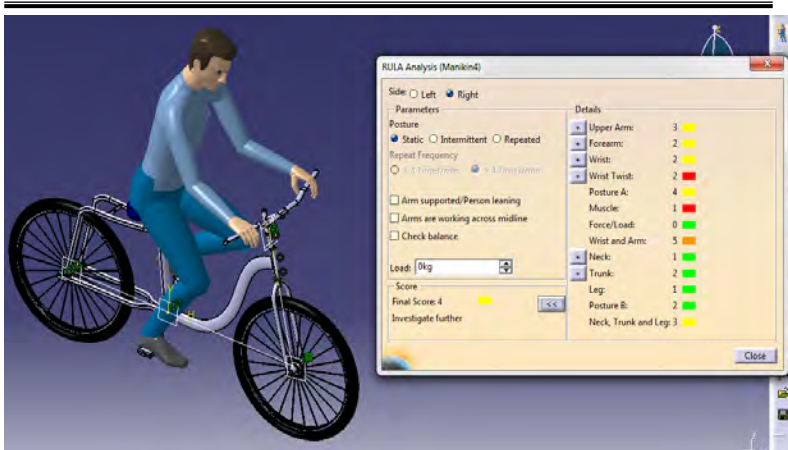 RULA Analysis (Manikin4)
Side: Left Right
Parameters
Posture
Static Intermittent Repeated
Repeat Frequency
Arm supported/Person leaning
Arms are working across midline
Check balance
Load: 0kg
Score
Final Score: 4
<<
Investigate further
Details
Upper Arm: 3
Forearm: 2
Wrist: 2
Wrist Twist: 2
Posture A: 4
Muscle: 1
Force/Load: 0
Wrist and Arm: 5
Neck: 1
Trunk: 2
Leg: 1
Posture B: 2
Neck, Trunk and Leg: 3
Close